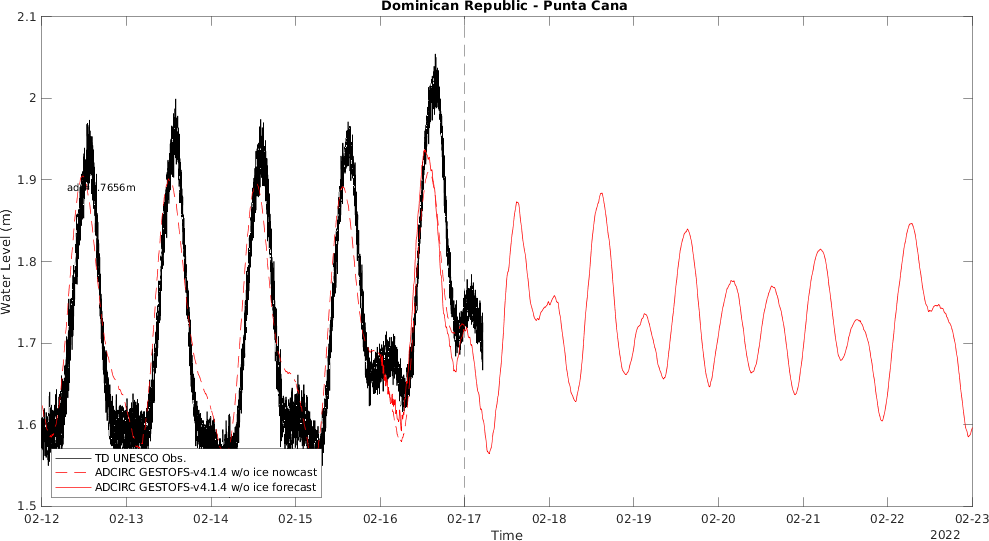 Dominican Republic - Punta Cana
2.1
2
1.9
1.8
1.7
1.6
1.5
Water Level (m)
.7656m
TD UNESCO Obs.
ADCIRC GESTOFS-v4.1.4 w/o ice nowcast
ADCIRC GESTOFS-v4.1.4 w/o ice forecast
02-12 02-13 02-14 02-15 02-16 02-17 02-18 02-19 02-20 02-21 02-22 02-23
Time
2022